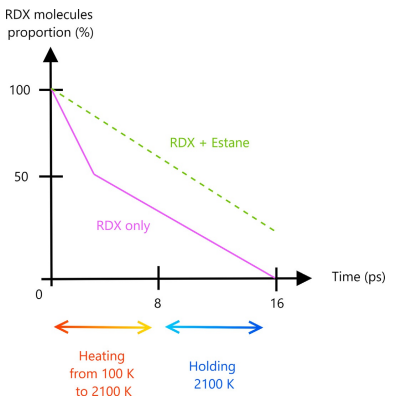 RDX molecules
proportion (%)
100
RDX + Estane
50
RDX only
Time (ps)
0
8
16
Heating
from 100 K
to 2100 K
Holding
2100 K